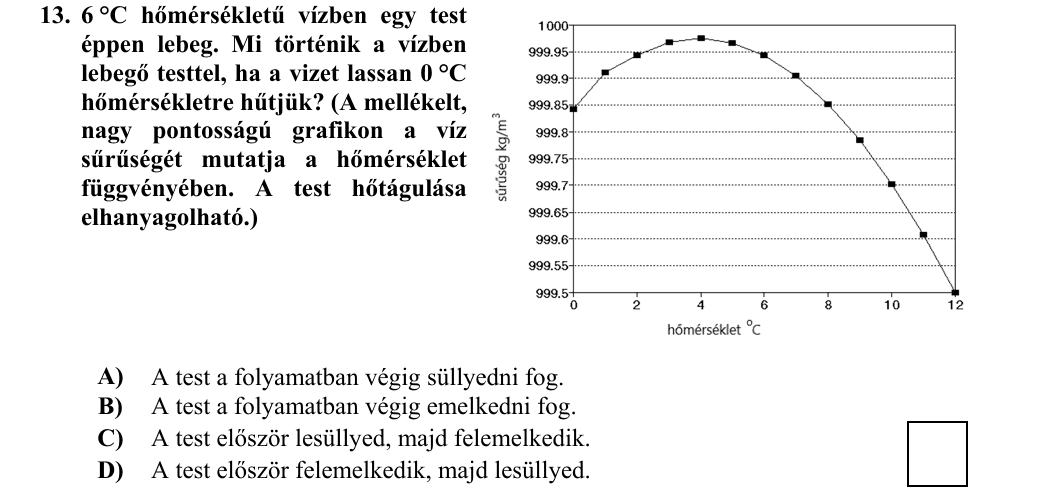 13. 6 °C hőmérsékletű vízben egy test
éppen lebeg. Mi történik a vízben
lebegő testtel, ha a vizet lassan 0 °C
hőmérsékletre hűtjük? (A mellékelt,
nagy pontosságú grafikon a víz
sűrűségét mutatja a hőmérséklet
függvényében. A test hőtágulása
elhanyagolható.)
sűrűség kg/m³
1000
999.95
999.9
999.85
999.8
999.75
999.7
999.65
999.6
999.55
999.5
0 2 4 6 8 10 12
hőmérséklet °C
A) A test a folyamatban végig süllyedni fog.
B) A test a folyamatban végig emelkedni fog.
C) A test először lesüllyed, majd felemelkedik.
D) A test először felemelkedik, majd lesüllyed.